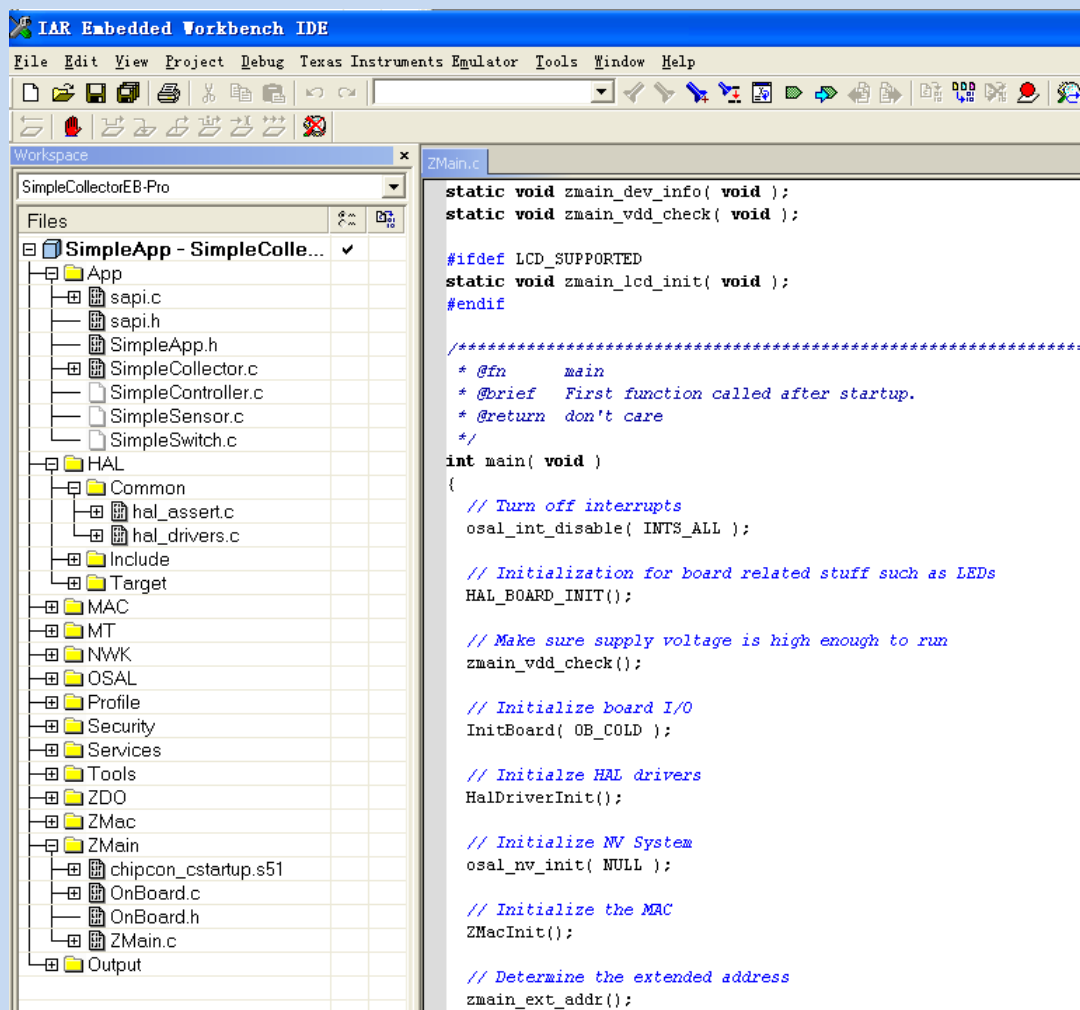 IAR Embedded Workbench IDE
File Edit View Project Debug Texas Instruments Emulator Tools Window Help
Workspace
SimpleCollectorEB-Pro
Files
SimpleApp - SimpleColle...
App
sapi.c
sapi.h
SimpleApp.h
SimpleCollector.c
SimpleController.c
SimpleSensor.c
SimpleSwitch.c
HAL
Common
hal_assert.c
hal_drivers.c
Include
Target
MAC
MT
NWK
OSAL
Profile
Security
Services
Tools
ZDO
ZMac
ZMain
chipcon_cstartup.s51
OnBoard.c
OnBoard.h
ZMain.c
Output
ZMain.c
static void zmain_dev_info( void );
static void zmain_vdd_check( void );
#ifdef LCD_SUPPORTED
static void zmain_lcd_init( void );
#endif
/****************************************************************
* @fn main
* @brief First function called after startup.
* @return don't care
*/
int main( void )
{
// Turn off interrupts
osal_int_disable( INTS_ALL );
// Initialization for board related stuff such as LEDs
HAL_BOARD_INIT();
// Make sure supply voltage is high enough to run
zmain_vdd_check();
// Initialize board I/O
InitBoard( OB_COLD );
// Initialze HAL drivers
HalDriverInit();
// Initialize NV System
osal_nv_init( NULL );
// Initialize the MAC
ZMacInit();
// Determine the extended address
zmain_ext_addr();